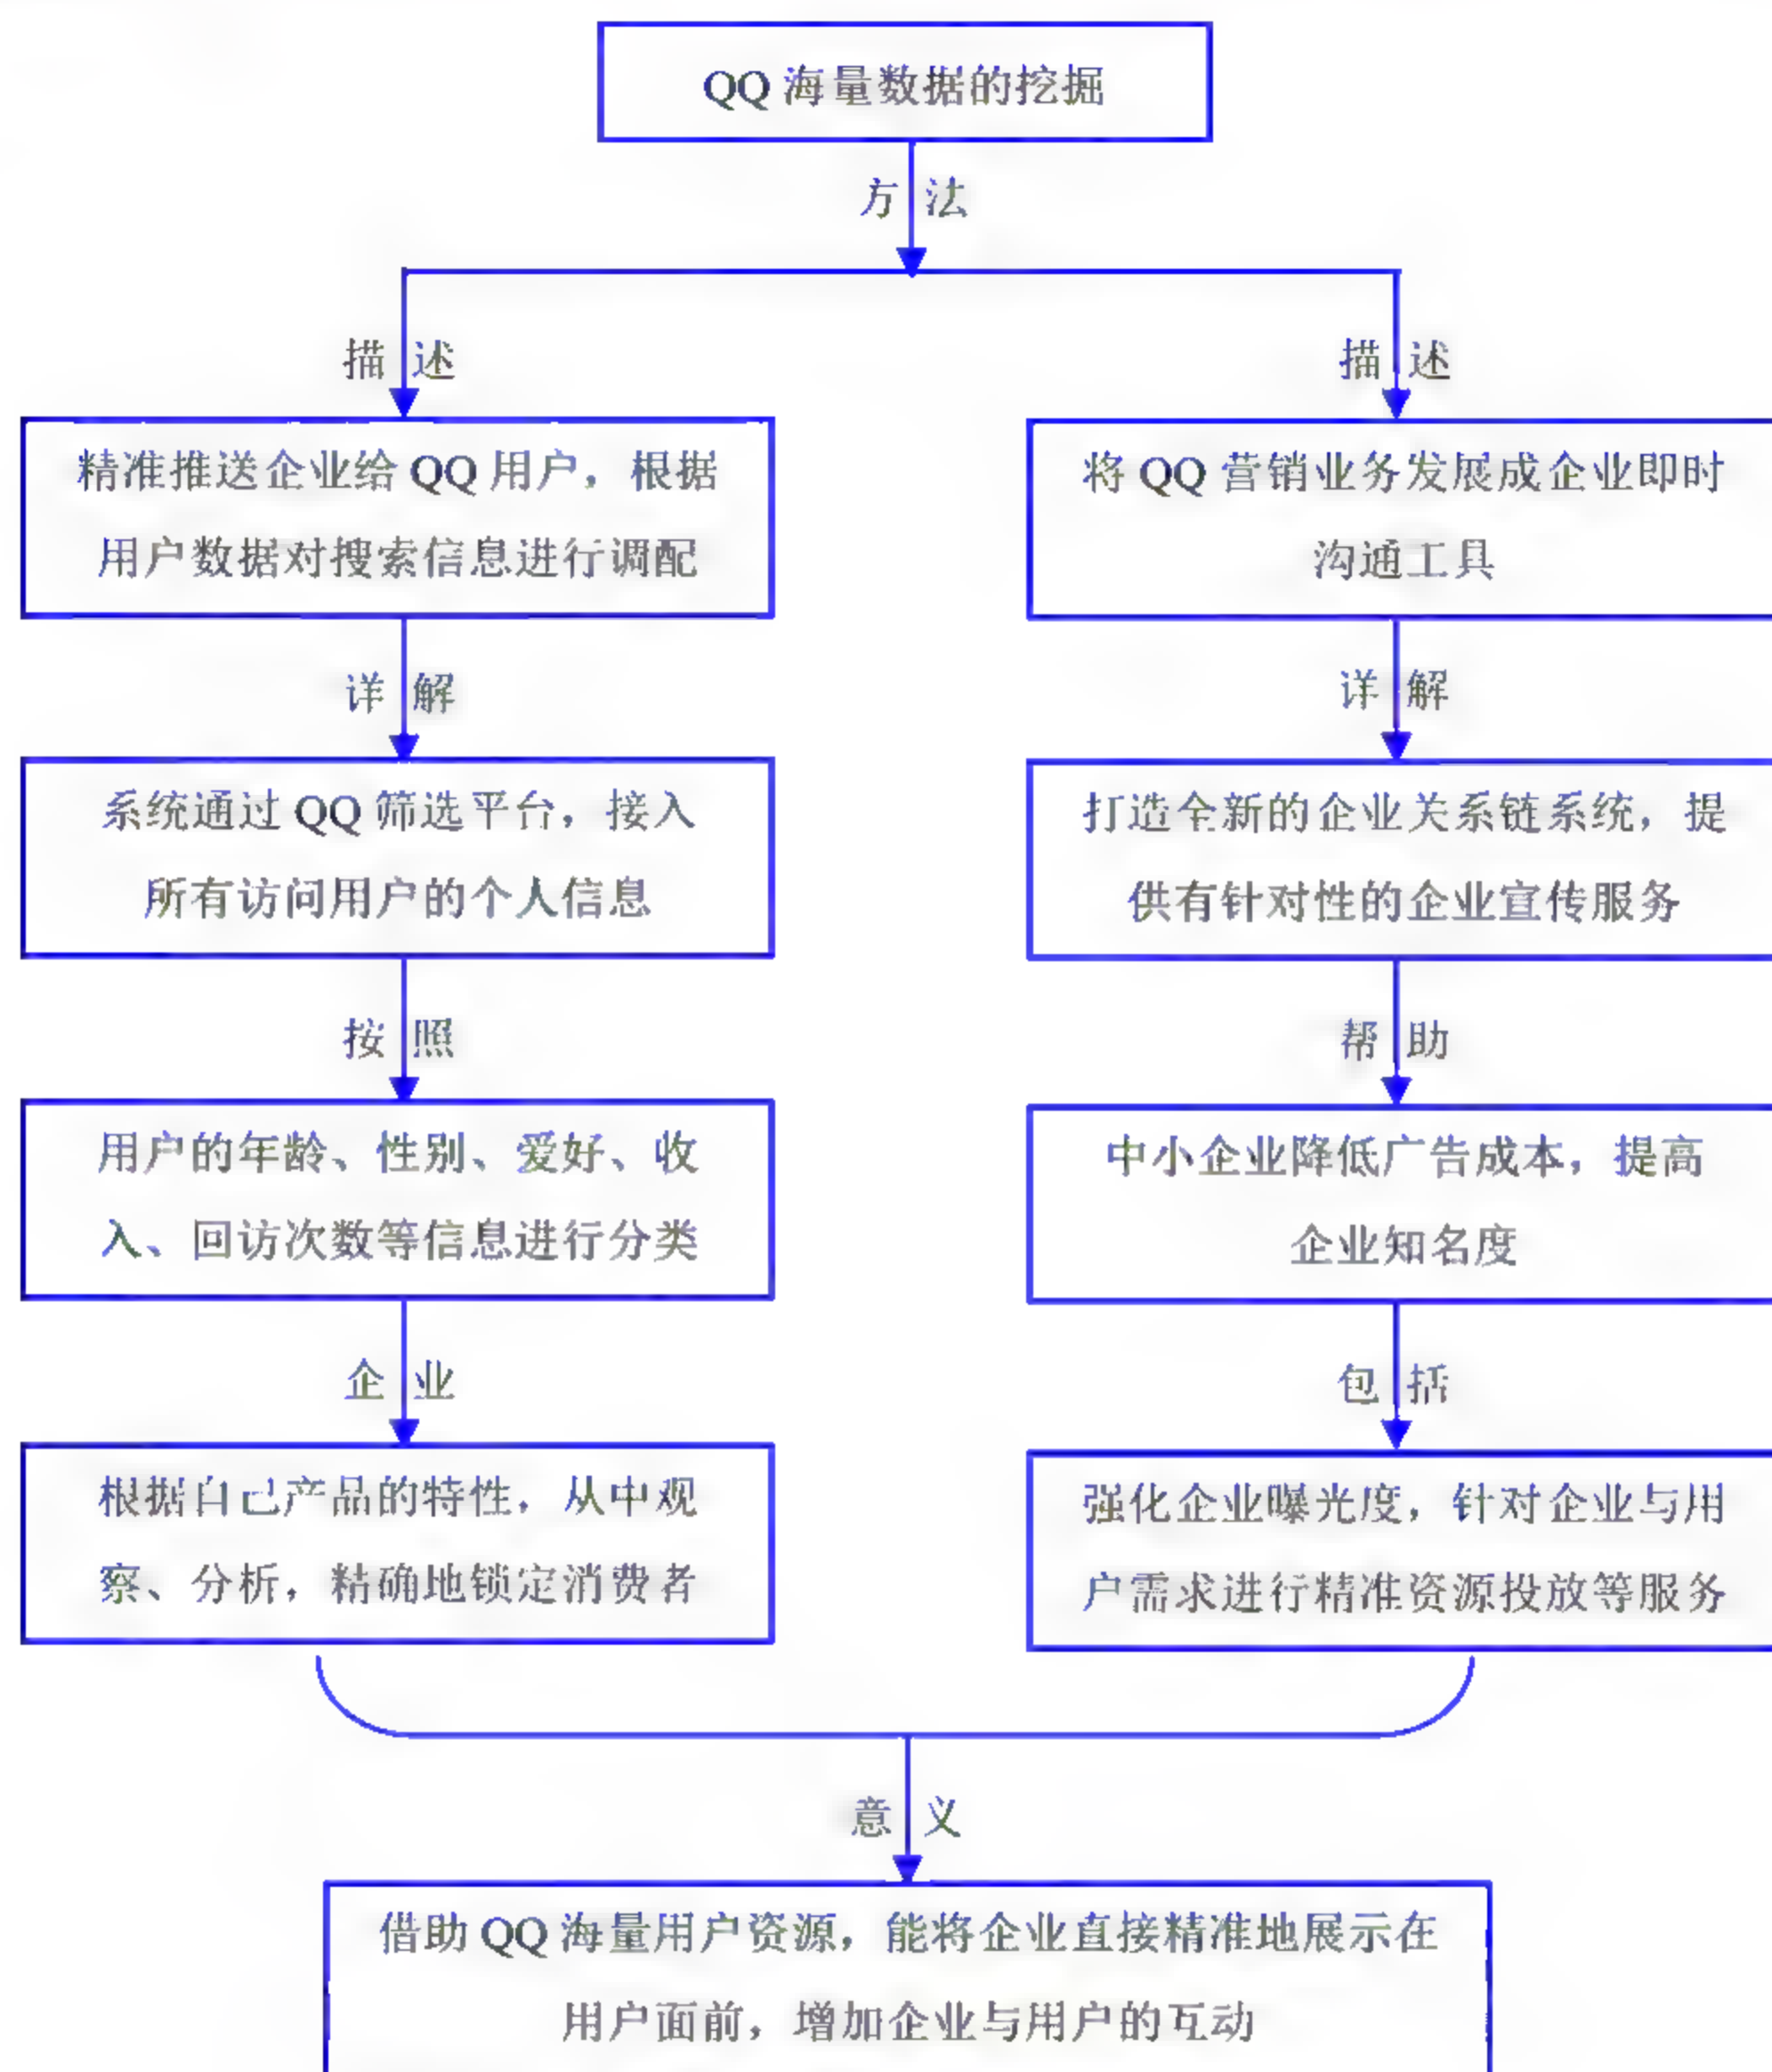 QQ 海量数据的挖掘
方 法
描 述
精准推送企业给 QQ 用户，根据
用户数据对搜索信息进行调配
详 解
系统通过 QQ 筛选平台，接入
所有访问用户的个人信息
按 照
用户的年龄、性别、爱好、收
入、回访次数等信息进行分类
企 业
根据自己产品的特性，从中观
察、分析，精确地锁定消费者
描 述
将 QQ 营销业务发展成企业即时
沟通工具
详 解
打造全新的企业关系链系统，提
供有针对性的企业宣传服务
帮 助
中小企业降低广告成本，提高
企业知名度
包 括
强化企业曝光度，针对企业与用
户需求进行精准资源投放等服务
意 义
借助 QQ 海量用户资源，能将企业直接精准地展示在
用户面前，增加企业与用户的互动